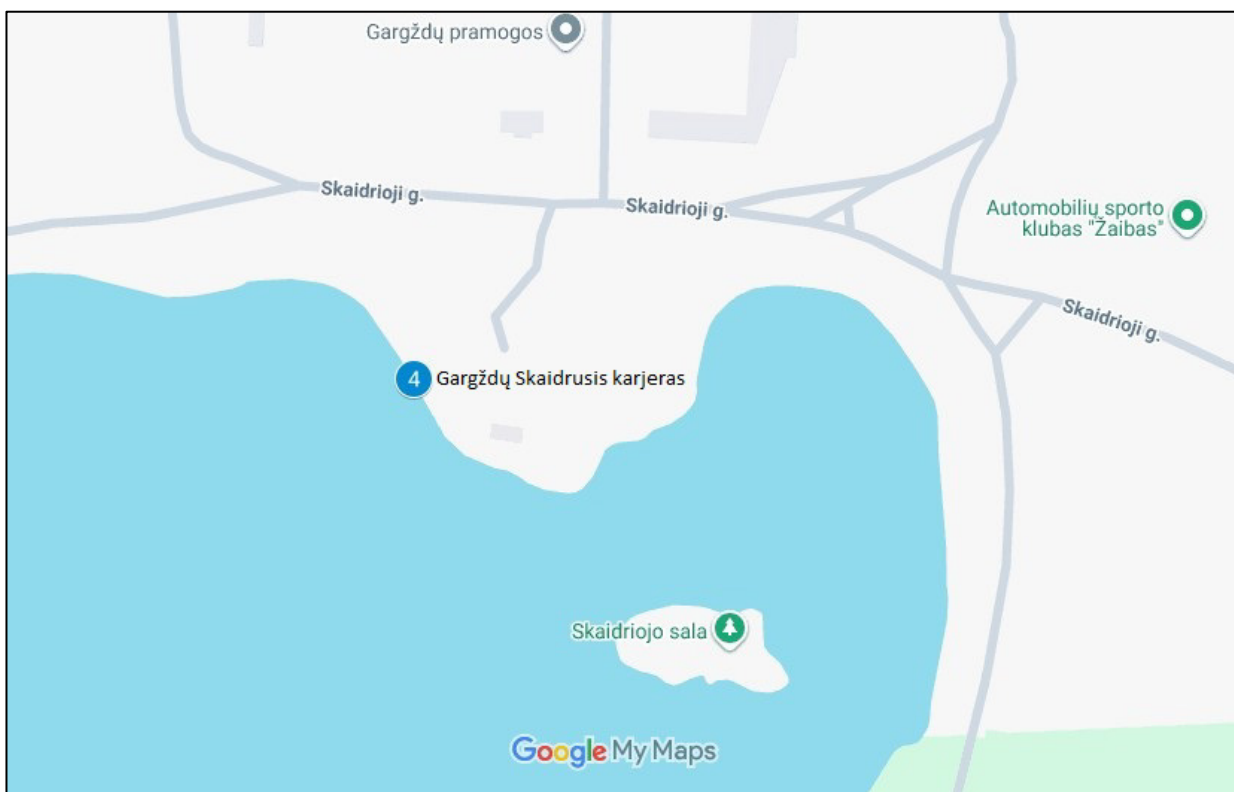 Gargždų pramogos
Skaidrioji g.
Skaidrioji g.
Automobilių sporto
klubas "Žaibas"
Skaidrioji g.
4 Gargždų Skaidrusis karjeras
Skaidriojo sala
Google My Maps